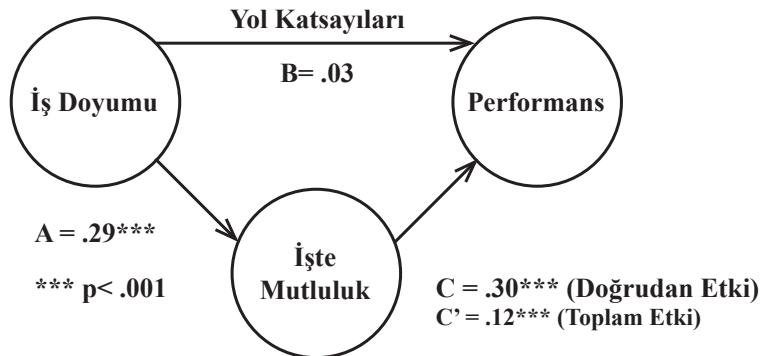 Yol Katsayıları
B= .03
İş Doyumu
Performans
A = .29***
*** p< .001
İşte
Mutluluk
C = .30*** (Doğrudan Etki)
C’ = .12*** (Toplam Etki)